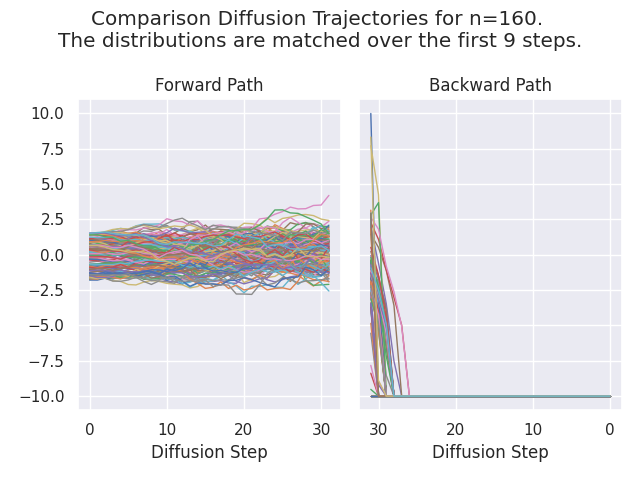 Comparison Diffusion Trajectories for n=160.
The distributions are matched over the first 9 steps.
Forward Path
Backward Path
10.0
7.5
5.0
2.5
0.0
−2.5
−5.0
−7.5
−10.0
0 10 20 30
30 20 10 0
Diffusion Step
Diffusion Step